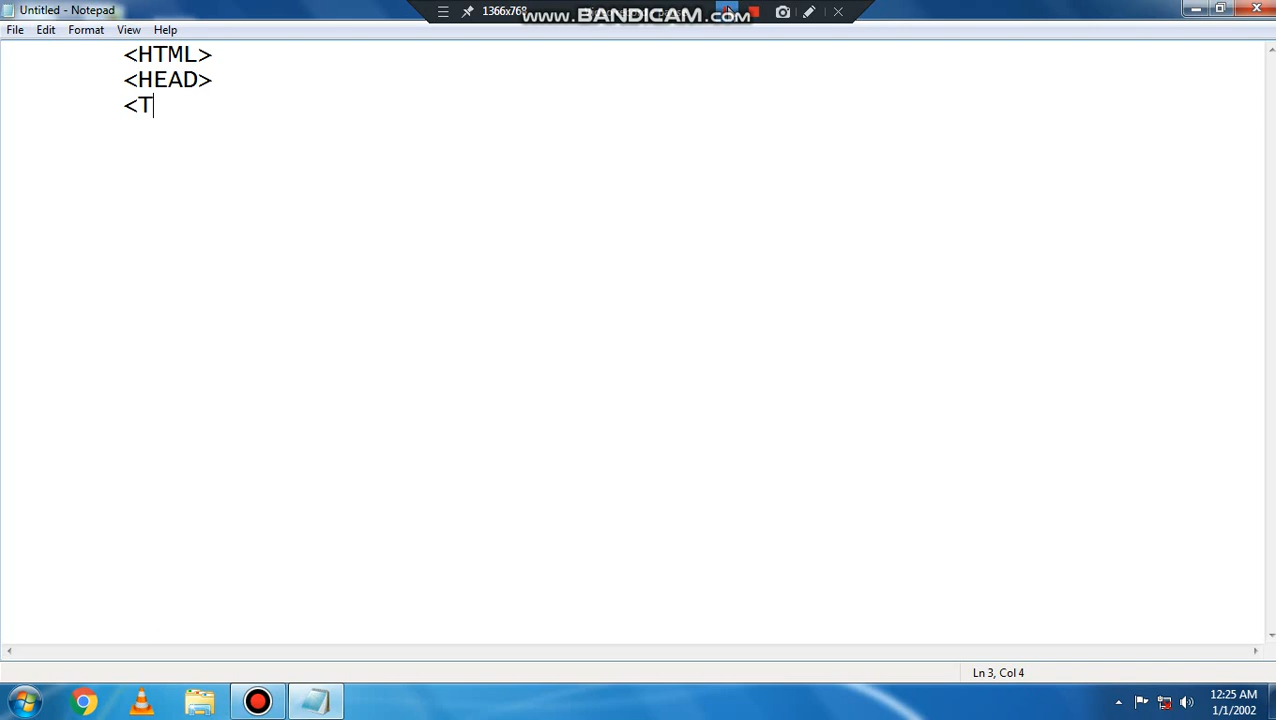 Untitled - Notepad
1366x768
www.BANDICAM.com
File Edit Format View Help
<HTML>
<HEAD>
<T
Ln 3, Col 4
12:25 AM
1/1/2002